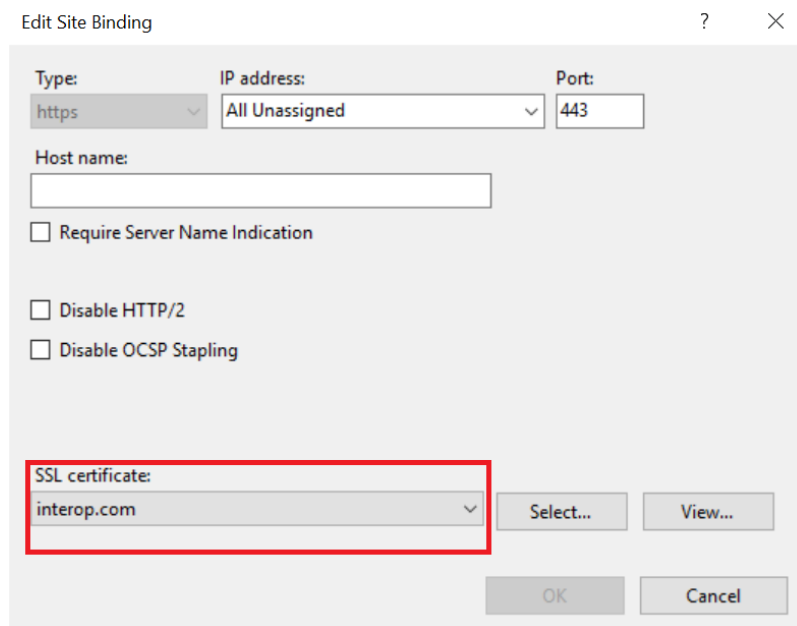 Edit Site Binding ?
Type: IP address: Port:
https All Unassigned 443
Host name:
Require Server Name Indication
Disable HTTP/2
Disable OCSP Stapling
SSL certificate:
interop.com Select... View...
OK Cancel